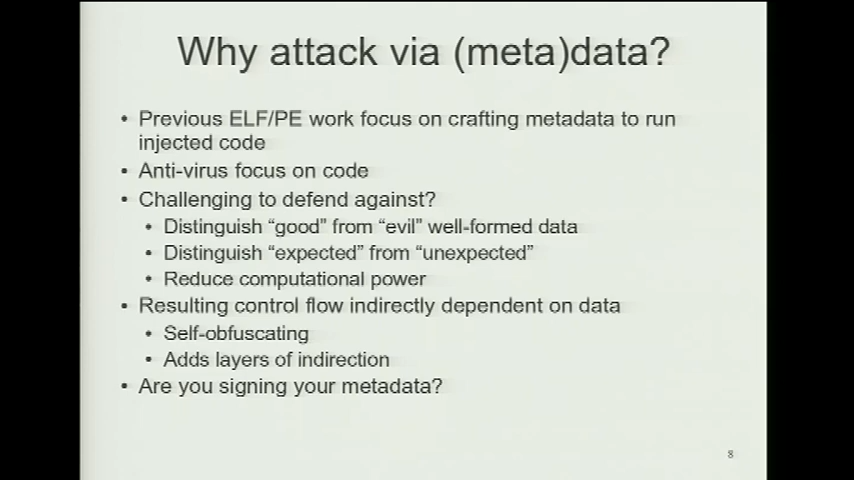 Why attack via (meta)data?
• Previous ELF/PE work focus on crafting metadata to run
injected code
• Anti-virus focus on code
• Challenging to defend against?
• Distinguish “good” from “evil” well-formed data
• Distinguish “expected” from “unexpected”
• Reduce computational power
• Resulting control flow indirectly dependent on data
• Self-obfuscating
• Adds layers of indirection
• Are you signing your metadata?
8